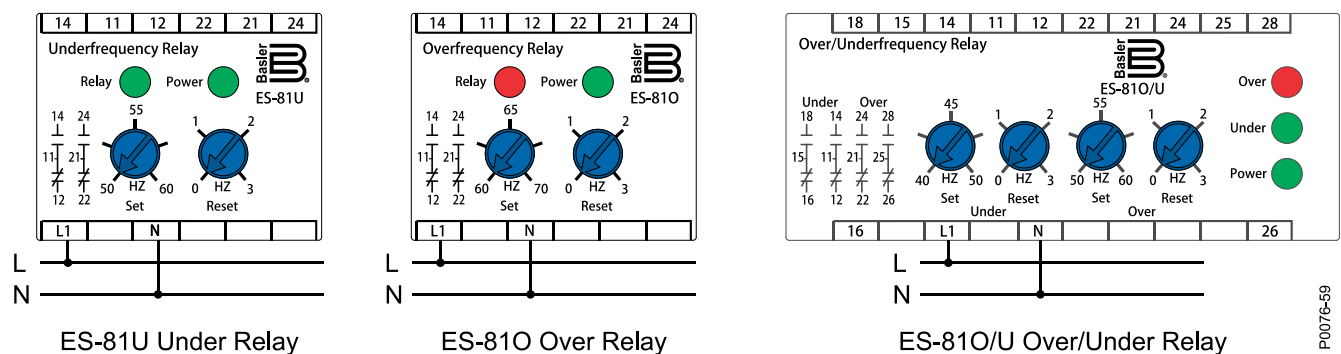 14 11 12 22 21 24
Underfrequency Relay
Basler
B
®
Relay Power
ES-81U
14 24
55
1 2
11 21
50 HZ 60
0 HZ 3
12 22
Set
Reset
L1 N
L
N
ES-81U Under Relay
14 11 12 22 21 24
Overfrequency Relay
Basler
B
®
Relay Power
ES-81O
14 24
65
1 2
11 21
60 HZ 70
0 HZ 3
12 22
Set
Reset
L1 N
L
N
ES-81O Over Relay
18 15 14 11 12 22 21 24 25 28
Over/Underfrequency Relay
Basler
B
®
ES-81O/U
Over
Under
Power
Under Over
18 14 24 28
45
1 2
55
1 2
15 11 21 25
40 HZ 50
0 HZ 3
50 HZ 60
0 HZ 3
16 12 22 26
Set Reset Set Reset
Under Over
16 L1 N 26
L
N
ES-81O/U Over/Under Relay
P0076-59